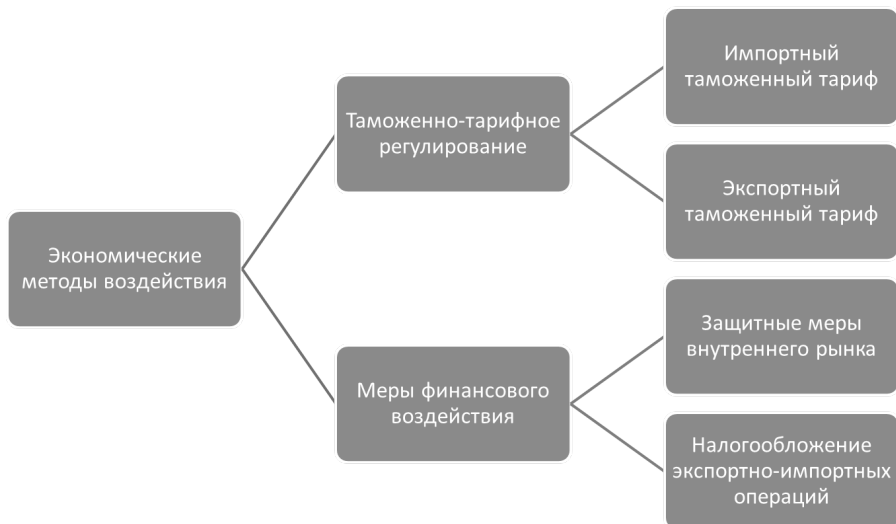 Экономические
методы воздействия
Таможенно-тарифное
регулирование
Импортный
таможенный тариф
Экспортный
таможенный тариф
Меры финансового
воздействия
Защитные меры
внутреннего рынка
Налогообложение
экспортно-импортных
операций